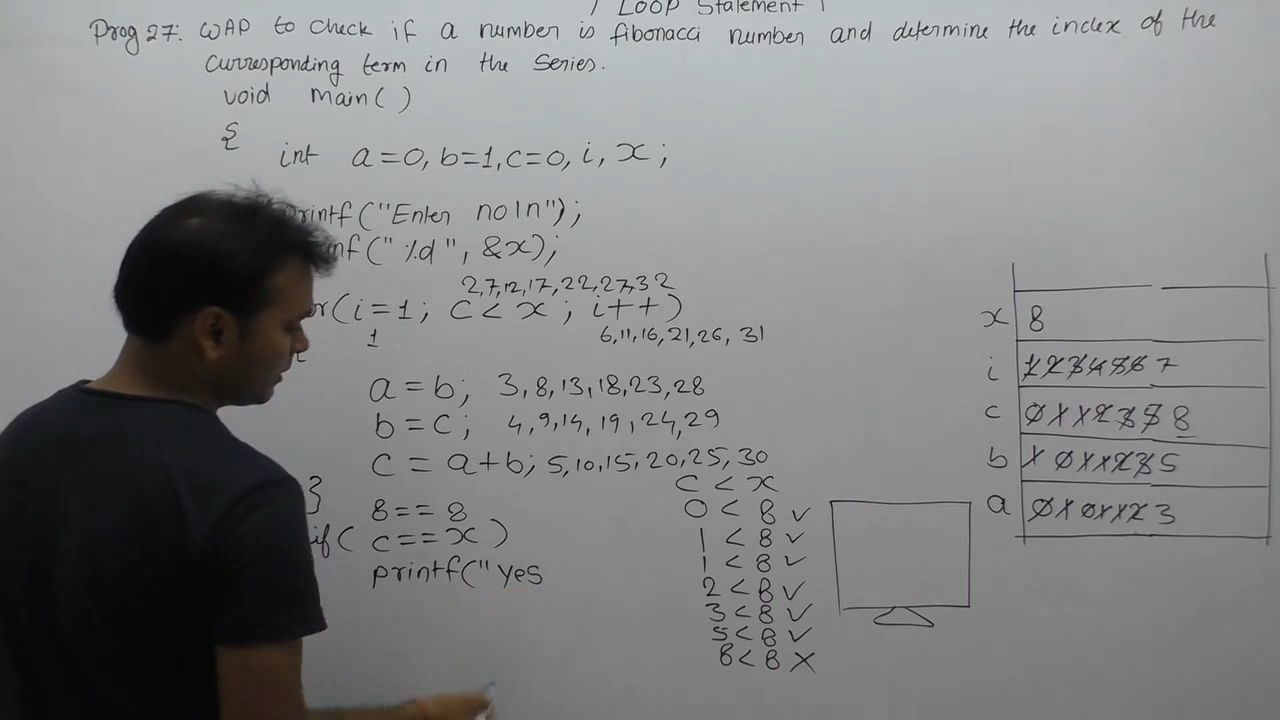 LOOP Statement
Prog 27: WAP to check if a number is fibonacci number and determine the index of the
Curresponding term in the Series.
void main( )
{
int a=0, b=1, c=0, i, x;
printf("Enter no\n");
nf("%d", &x);
2,7,12,17,22,27,32
or(i=1; c<x; i++)
1 6,11,16,21,26, 31
{
a=b; 3,8,13,18,23,28
b=c; 4,9,14,19,24,29
c=a+b; 5,10,15,20,25,30
}
8==8
if( c==x)
printf("yes
c<x
0<8 ✓
1<8 ✓
1<8 ✓
2<8 ✓
3<8 ✓
5<8 ✓
8<8 X
x 8
i 1 2 3 4 5 6 7
c 0 1 1 2 3 5 8
b 1 0 1 1 2 3 5
a 0 1 0 1 1 2 3